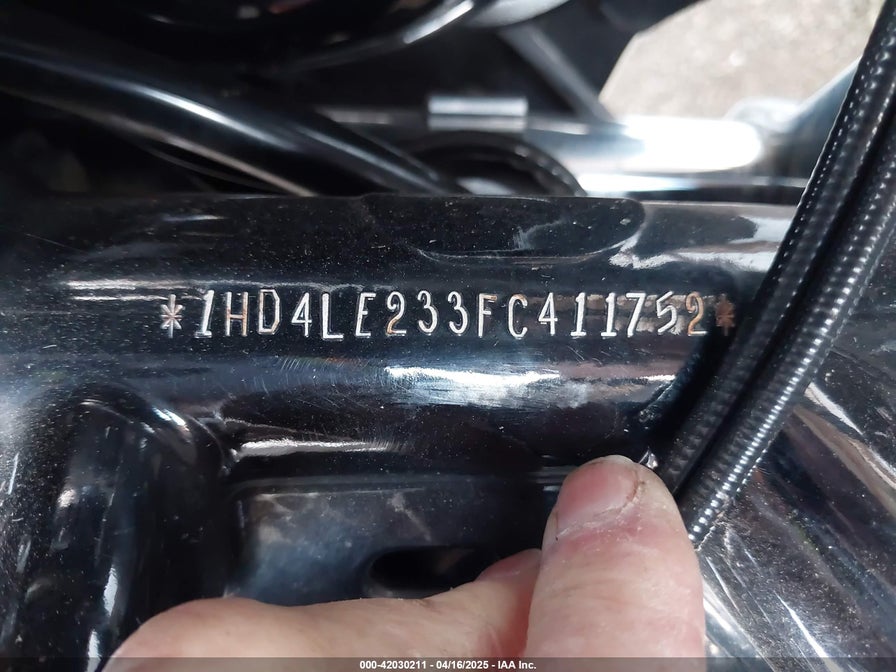 *1HD4LE233FC411752*
000-42030211 - 04/16/2025 - IAA Inc.